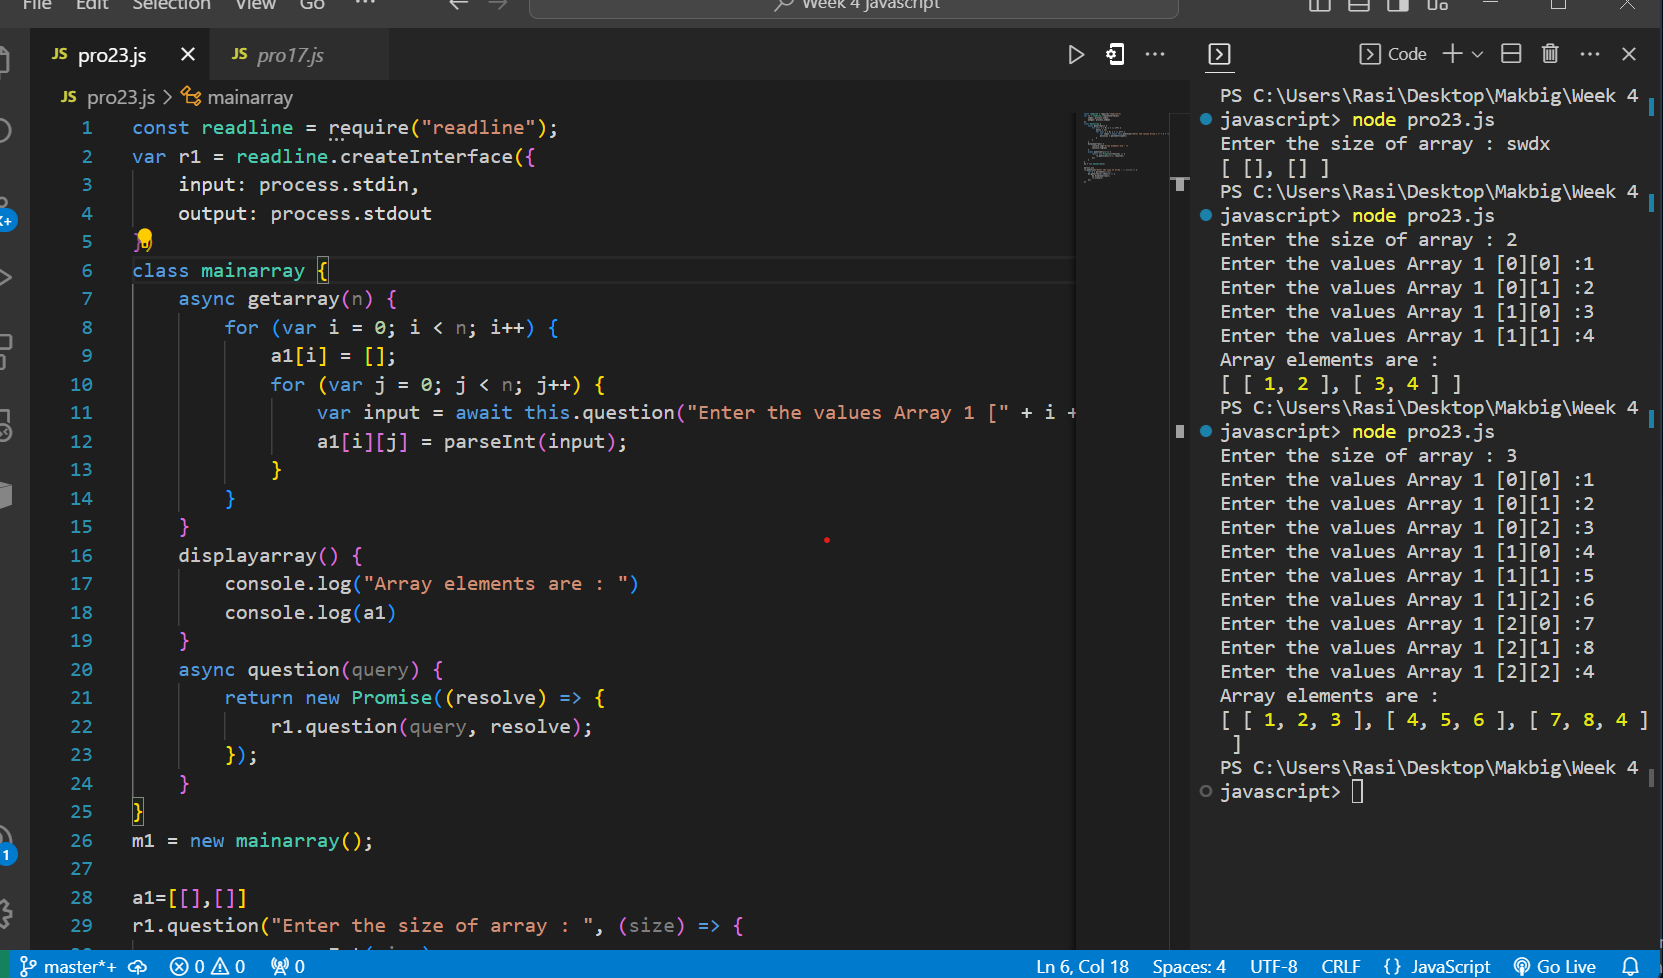 File Edit Selection View Go ··· Week 4 javascript
JS pro23.js JS pro17.js
JS pro23.js > mainarray
1 const readline = require("readline");
2 var r1 = readline.createInterface({
3 input: process.stdin,
4 output: process.stdout
5 })
6 class mainarray {
7 async getarray(n) {
8 for (var i = 0; i < n; i++) {
9 a1[i] = [];
10 for (var j = 0; j < n; j++) {
11 var input = await this.question("Enter the values Array 1 [" + i +
12 a1[i][j] = parseInt(input);
13 }
14 }
15 }
16 displayarray() {
17 console.log("Array elements are : ")
18 console.log(a1)
19 }
20 async question(query) {
21 return new Promise((resolve) => {
22 r1.question(query, resolve);
23 });
24 }
25 }
26 m1 = new mainarray();
27
28 a1=[[],[]]
29 r1.question("Enter the size of array : ", (size) => {
Code
PS C:\Users\Rasi\Desktop\Makbig\Week 4
javascript> node pro23.js
Enter the size of array : swdx
[ [], [] ]
PS C:\Users\Rasi\Desktop\Makbig\Week 4
javascript> node pro23.js
Enter the size of array : 2
Enter the values Array 1 [0][0] :1
Enter the values Array 1 [0][1] :2
Enter the values Array 1 [1][0] :3
Enter the values Array 1 [1][1] :4
Array elements are :
[ [ 1, 2 ], [ 3, 4 ] ]
PS C:\Users\Rasi\Desktop\Makbig\Week 4
javascript> node pro23.js
Enter the size of array : 3
Enter the values Array 1 [0][0] :1
Enter the values Array 1 [0][1] :2
Enter the values Array 1 [0][2] :3
Enter the values Array 1 [1][0] :4
Enter the values Array 1 [1][1] :5
Enter the values Array 1 [1][2] :6
Enter the values Array 1 [2][0] :7
Enter the values Array 1 [2][1] :8
Enter the values Array 1 [2][2] :4
Array elements are :
[ [ 1, 2, 3 ], [ 4, 5, 6 ], [ 7, 8, 4 ]
]
PS C:\Users\Rasi\Desktop\Makbig\Week 4
javascript>
1
master*+ 0 0 0 Ln 6, Col 18 Spaces: 4 UTF-8 CRLF {} JavaScript Go Live